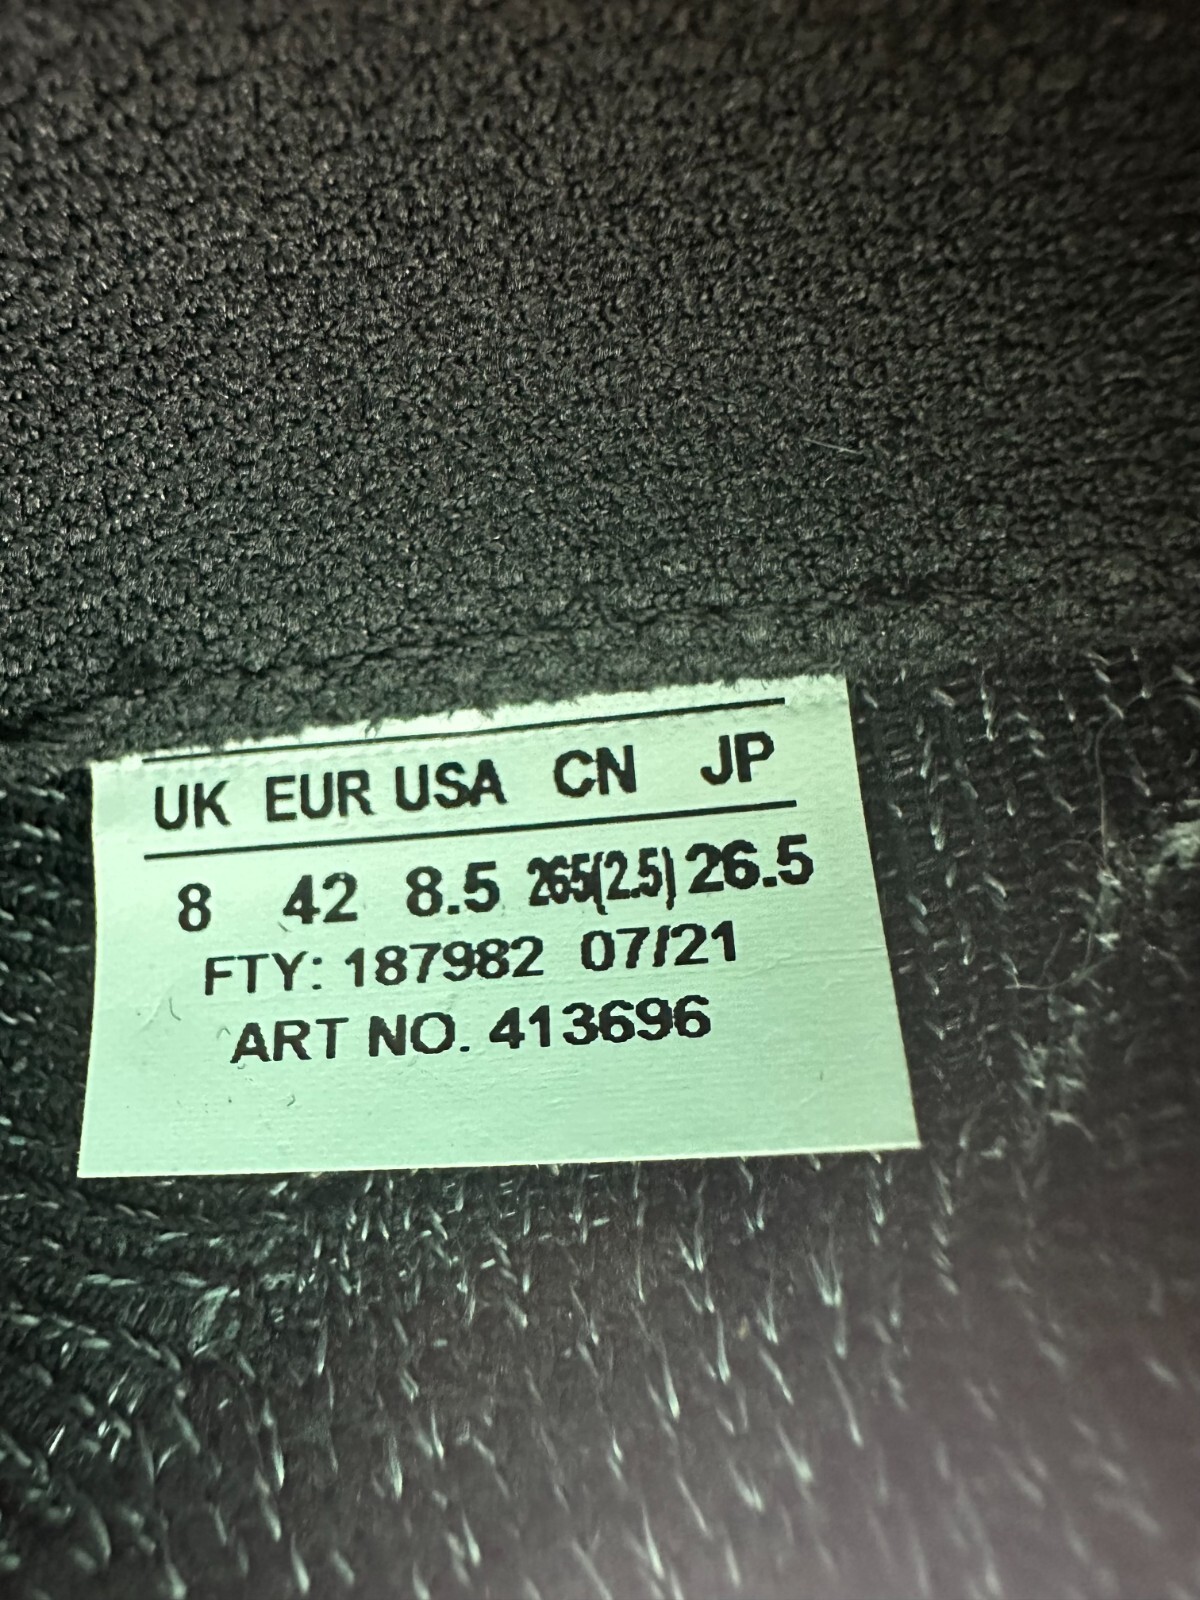 UK EUR USA CN JP
8 42 8.5 265(2.5) 26.5
FTY: 187982 07/21
ART NO. 413696